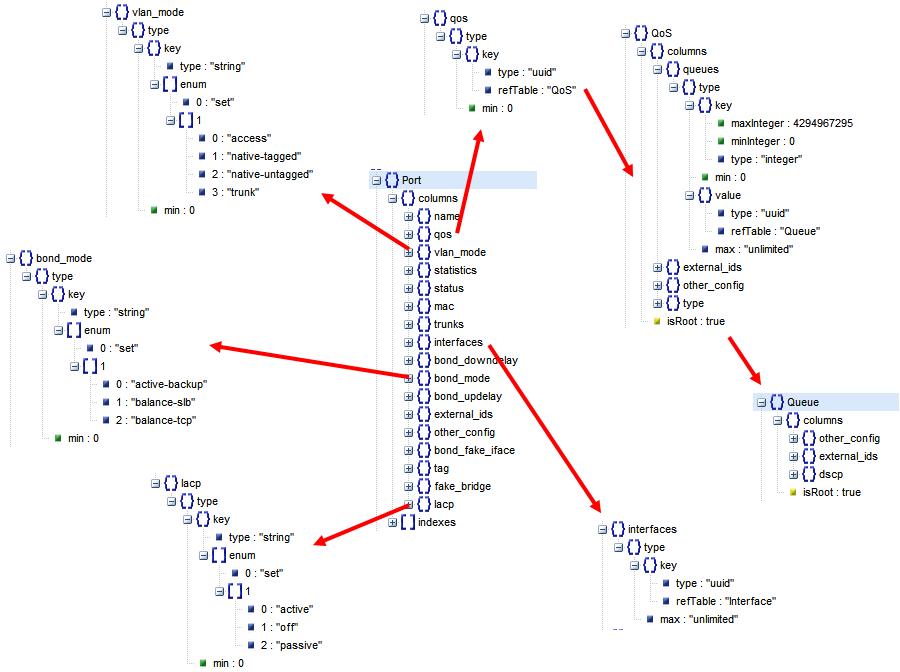 vlan_mode
type
key
type : "string"
enum
0 : "set"
1
0 : "access"
1 : "native-tagged"
2 : "native-untagged"
3 : "trunk"
min : 0
qos
type
key
type : "uuid"
refTable : "QoS"
min : 0
QoS
columns
queues
type
key
maxInteger : 4294967295
minInteger : 0
type : "integer"
min : 0
value
type : "uuid"
refTable : "Queue"
max : "unlimited"
external_ids
other_config
type
isRoot : true
Port
columns
name
qos
vlan_mode
statistics
status
mac
trunks
interfaces
bond_downdelay
bond_mode
bond_updelay
external_ids
other_config
bond_fake_iface
tag
fake_bridge
lacp
indexes
bond_mode
type
key
type : "string"
enum
0 : "set"
1
0 : "active-backup"
1 : "balance-slb"
2 : "balance-tcp"
min : 0
Queue
columns
other_config
external_ids
dscp
isRoot : true
lacp
type
key
type : "string"
enum
0 : "set"
1
0 : "active"
1 : "off"
2 : "passive"
min : 0
interfaces
type
key
type : "uuid"
refTable : "Interface"
max : "unlimited"